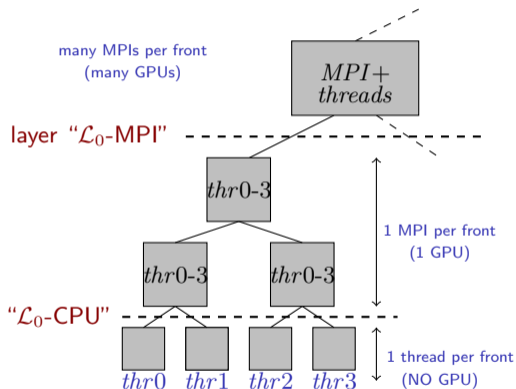 many MPIs per front
(many GPUs)
MPI+
threads
layer “ℒ₀-MPI”
thr0-3
1 MPI per front
(1 GPU)
thr0-3 thr0-3
“ℒ₀-CPU”
1 thread per front
(NO GPU)
thr0 thr1 thr2 thr3